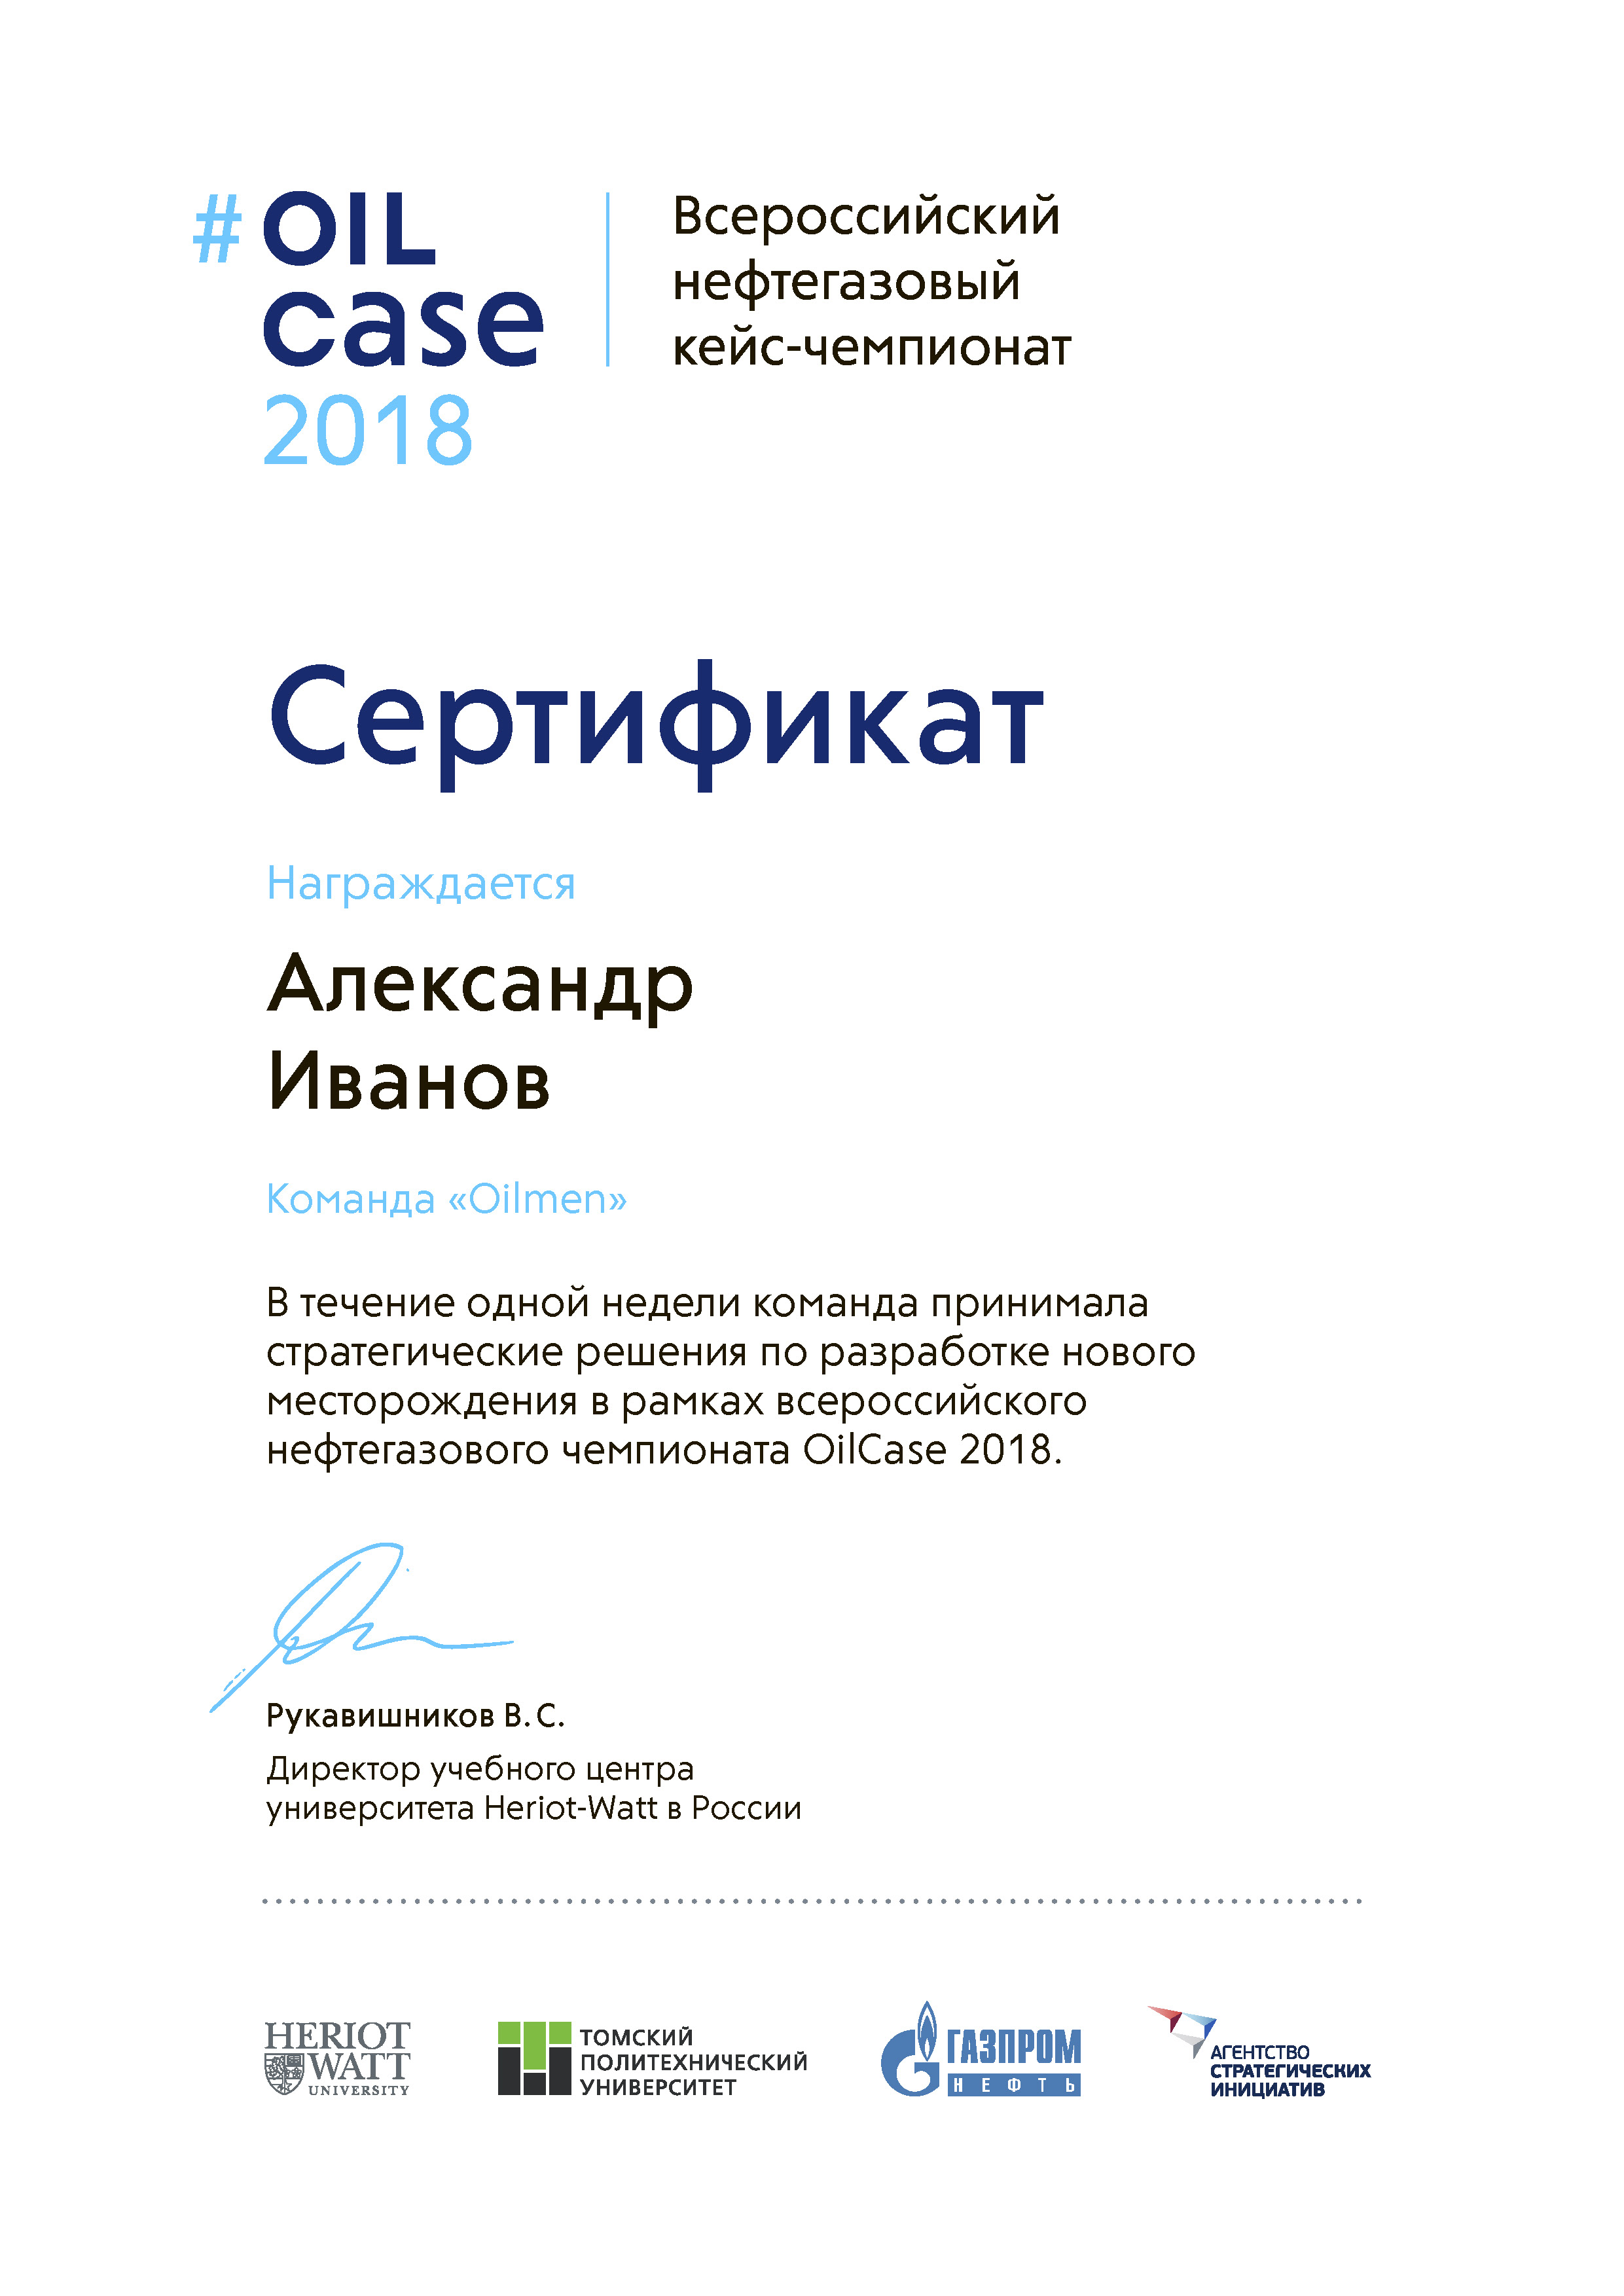 # OIL
case
2018
Всероссийский
нефтегазовый
кейс-чемпионат
Сертификат
Награждается
Александр
Иванов
Команда «Oilmen»
В течение одной недели команда принимала
стратегические решения по разработке нового
месторождения в рамках всероссийского
нефтегазового чемпионата OilCase 2018.
Рукавишников В. С.
Директор учебного центра
университета Heriot-Watt в России
HERIOT
WATT
UNIVERSITY
ТОМСКИЙ
ПОЛИТЕХНИЧЕСКИЙ
УНИВЕРСИТЕТ
ГАЗПРОМ
НЕФТЬ
АГЕНТСТВО
СТРАТЕГИЧЕСКИХ
ИНИЦИАТИВ